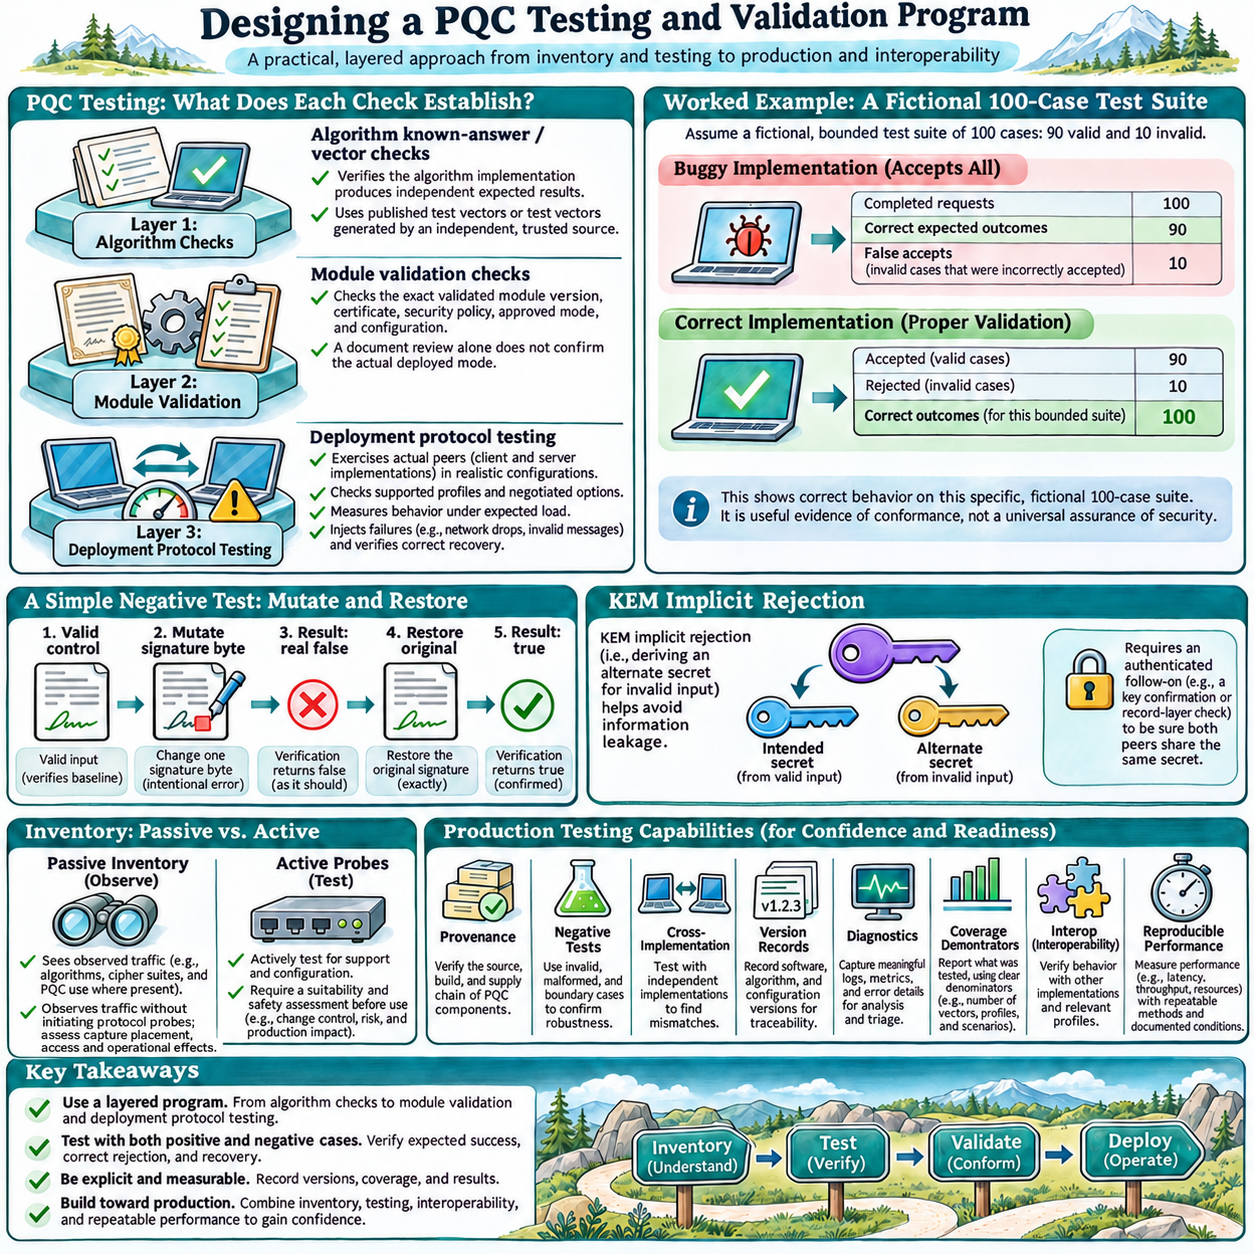 Designing a PQC Testing and Validation Program
A practical, layered approach from inventory and testing to production and interoperability
PQC Testing: What Does Each Check Establish?
Layer 1:
Algorithm Checks
Algorithm known-answer /
vector checks
Verifies the algorithm implementation
produces independent expected results.
Uses published test vectors or test vectors
generated by an independent, trusted source.
Layer 2:
Module Validation
Module validation checks
Checks the exact validated module version,
certificate, security policy, approved mode,
and configuration.
A document review alone does not confirm
the actual deployed mode.
Layer 3:
Deployment Protocol Testing
Deployment protocol testing
Exercises actual peers (client and server
implementations) in realistic configurations.
Checks supported profiles and negotiated options.
Measures behavior under expected load.
Injects failures (e.g., network drops, invalid messages)
and verifies correct recovery.
Worked Example: A Fictional 100-Case Test Suite
Assume a fictional, bounded test suite of 100 cases: 90 valid and 10 invalid.
Buggy Implementation (Accepts All)
Completed requests 100
Correct expected outcomes 90
False accepts
(invalid cases that were incorrectly accepted) 10
Correct Implementation (Proper Validation)
Accepted (valid cases) 90
Rejected (invalid cases) 10
Correct outcomes (for this bounded suite) 100
i
This shows correct behavior on this specific, fictional 100-case suite.
It is useful evidence of conformance, not a universal assurance of security.
A Simple Negative Test: Mutate and Restore
1. Valid
control
Valid input
(verifies baseline)
2. Mutate
signature byte
Change one
signature byte
(intentional error)
3. Result:
real false
Verification
returns false
(as it should)
4. Restore
original
Restore the
original signature
(exactly)
5. Result:
true
Verification
returns true
(confirmed)
KEM Implicit Rejection
KEM implicit rejection
(i.e., deriving an
alternate secret
for invalid input)
helps avoid
information
leakage.
Intended
secret
(from valid input)
Alternate
secret
(from invalid input)
Requires an
authenticated
follow-on (e.g., a
key confirmation or
record-layer check)
to be sure both
peers share the
same secret.
Inventory: Passive vs. Active
Passive Inventory
(Observe)
Sees observed traffic (e.g.,
algorithms, cipher suites, and
PQC use where present).
Observes traffic without
initiating protocol probes;
assess capture placement,
access and operational effects.
Active Probes
(Test)
Actively test for support
and configuration.
Require a suitability and
safety assessment before use
(e.g., change control, risk, and
production impact).
Production Testing Capabilities (for Confidence and Readiness)
Provenance
Verify the source,
build, and supply
chain of PQC
components.
Negative
Tests
Use invalid,
malformed, and
boundary cases
to confirm
robustness.
Cross-
Implementation
Test with
independent
implementations
to find
mismatches.
v1.2.3
Version
Records
Record software,
algorithm, and
configuration
versions for
traceability.
Diagnostics
Capture meaningful
logs, metrics,
and error details
for analysis
and triage.
Coverage
Demontrators
Report what was
tested, using clear
denominators
(e.g., number of
vectors, profiles,
and scenarios).
Interop
(Interoperability)
Verify behavior
with other
implementations
and relevant
profiles.
Reproducible
Performance
Measure performance
(e.g., latency,
throughput, resources)
with repeatable
methods and
documented conditions.
Key Takeaways
Use a layered program. From algorithm checks to module validation
and deployment protocol testing.
Test with both positive and negative cases. Verify expected success,
correct rejection, and recovery.
Be explicit and measurable. Record versions, coverage, and results.
Build toward production. Combine inventory, testing, interoperability,
and repeatable performance to gain confidence.
Inventory
(Understand)
Test
(Verify)
Validate
(Conform)
Deploy
(Operate)